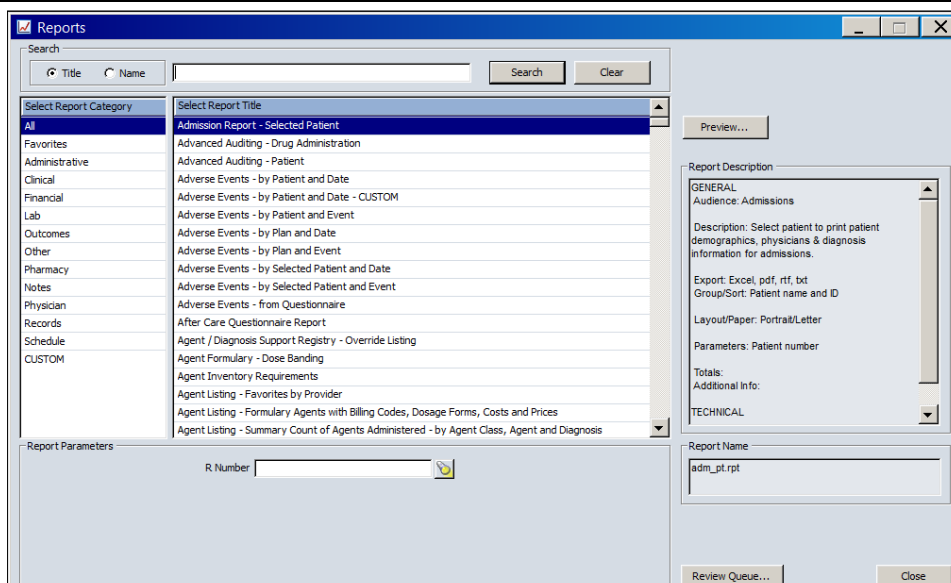 Reports
Search
Title Name Search Clear
Select Report Category
All
Favorites
Administrative
Clinical
Financial
Lab
Outcomes
Other
Pharmacy
Notes
Physician
Records
Schedule
CUSTOM
Select Report Title
Admission Report - Selected Patient
Advanced Auditing - Drug Administration
Advanced Auditing - Patient
Adverse Events - by Patient and Date
Adverse Events - by Patient and Date - CUSTOM
Adverse Events - by Patient and Event
Adverse Events - by Plan and Date
Adverse Events - by Plan and Event
Adverse Events - by Selected Patient and Date
Adverse Events - by Selected Patient and Event
Adverse Events - from Questionnaire
After Care Questionnaire Report
Agent / Diagnosis Support Registry - Override Listing
Agent Formulary - Dose Banding
Agent Inventory Requirements
Agent Listing - Favorites by Provider
Agent Listing - Formulary Agents with Billing Codes, Dosage Forms, Costs and Prices
Agent Listing - Summary Count of Agents Administered - by Agent Class, Agent and Diagnosis
Preview...
Report Description
GENERAL
Audience: Admissions
Description: Select patient to print patient
demographics, physicians & diagnosis
information for admissions.
Export: Excel, pdf, rtf, txt
Group/Sort: Patient name and ID
Layout/Paper: Portrait/Letter
Parameters: Patient number
Totals:
Additional Info:
TECHNICAL
Report Parameters
R Number
Report Name
adm_pt.rpt
Review Queue... Close